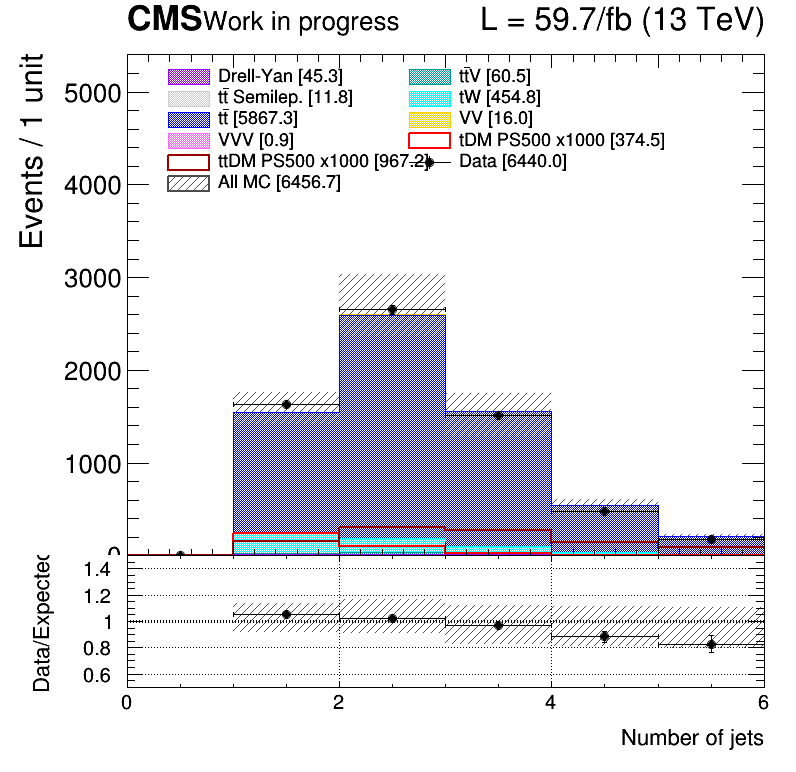 CMS Work in progress L = 59.7/fb (13 TeV)
Events / 1 unit
Drell-Yan [45.3] tt̄V [60.5]
tt̄ Semilep. [11.8] tW [454.8]
tt̄ [5867.3] VV [16.0]
VVV [0.9] tDM PS500 x1000 [374.5]
ttDM PS500 x1000 [967.2] Data [6440.0]
All MC [6456.7]
5000
4000
3000
2000
1000
0
Data/Expected
1.4
1.2
1
0.8
0.6
0 2 4 6
Number of jets